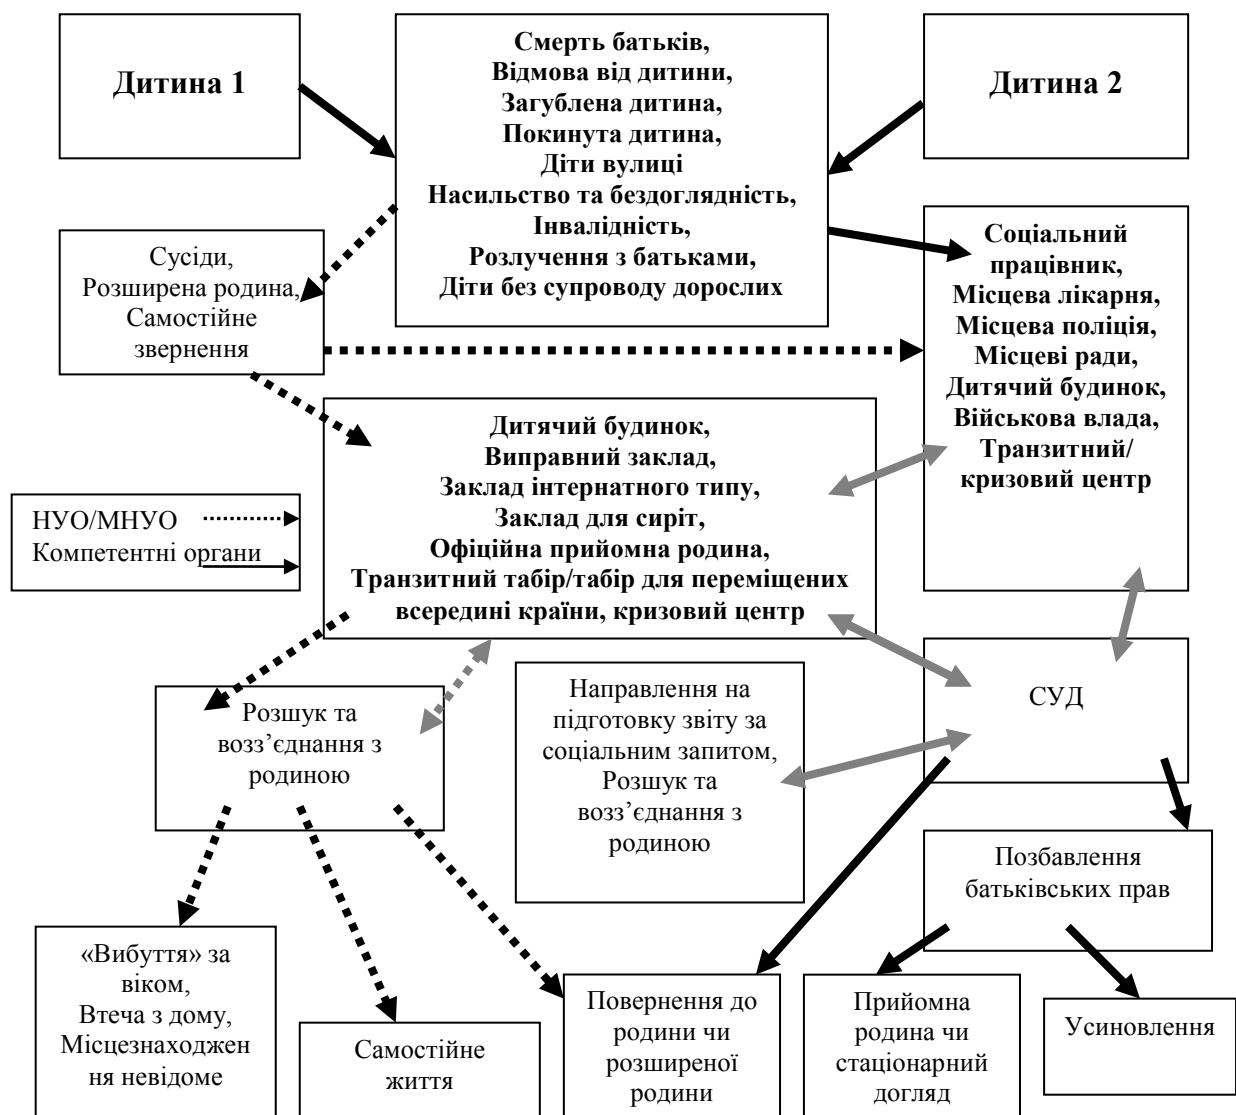 Дитина 1
Смерть батьків,
Відмова від дитини,
Загублена дитина,
Покинута дитина,
Діти вулиці
Насильство та бездоглядність,
Інвалідність,
Розлучення з батьками,
Діти без супроводу дорослих
Дитина 2
Сусіди,
Розширена родина,
Самостійне
звернення
Соціальний
працівник,
Місцева лікарня,
Місцева поліція,
Місцеві ради,
Дитячий будинок,
Військова влада,
Транзитний/
кризовий центр
Дитячий будинок,
Виправний заклад,
Заклад інтернатного типу,
Заклад для сиріт,
Офіційна прийомна родина,
Транзитний табір/табір для переміщених
всередині країни, кризовий центр
НУО/МНУО
Компетентні органи
Розшук та
возз’єднання з
родиною
Направлення на
підготовку звіту за
соціальним запитом,
Розшук та
возз’єднання з
родиною
СУД
Позбавлення
батьківських прав
«Вибуття» за
віком,
Втеча з дому,
Місцезнаходжен
ня невідоме
Самостійне
життя
Повернення до
родини чи
розширеної
родини
Прийомна
родина чи
стаціонарний
догляд
Усиновлення